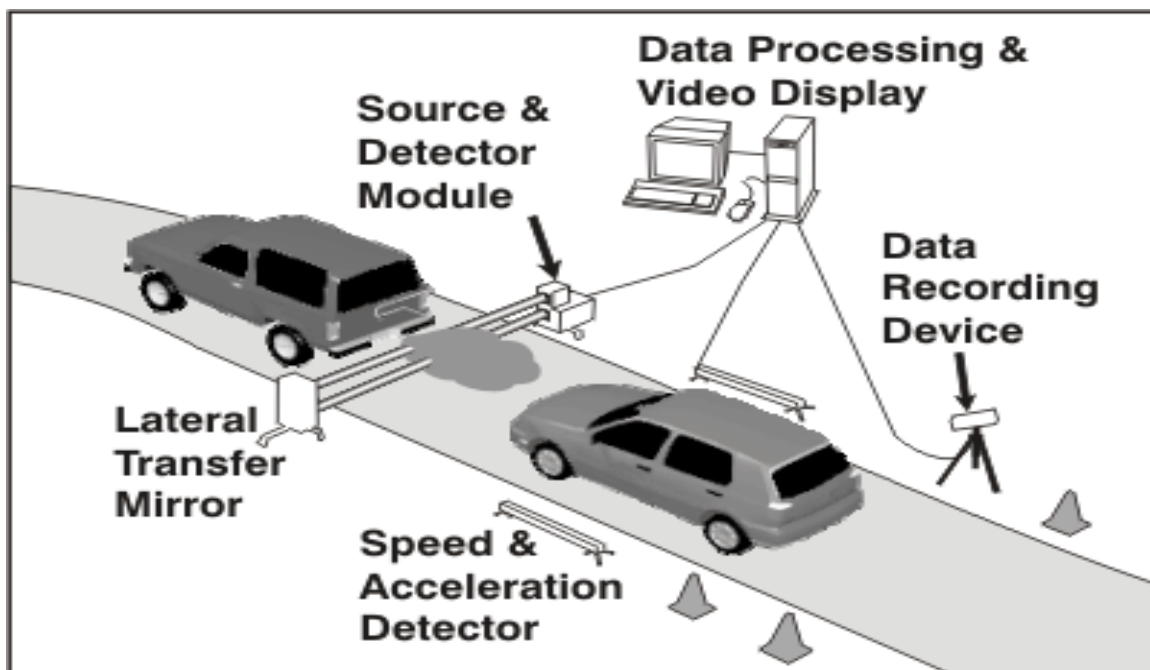 Data Processing &
Video Display
Source &
Detector
Module
Data
Recording
Device
Lateral
Transfer
Mirror
Speed &
Acceleration
Detector